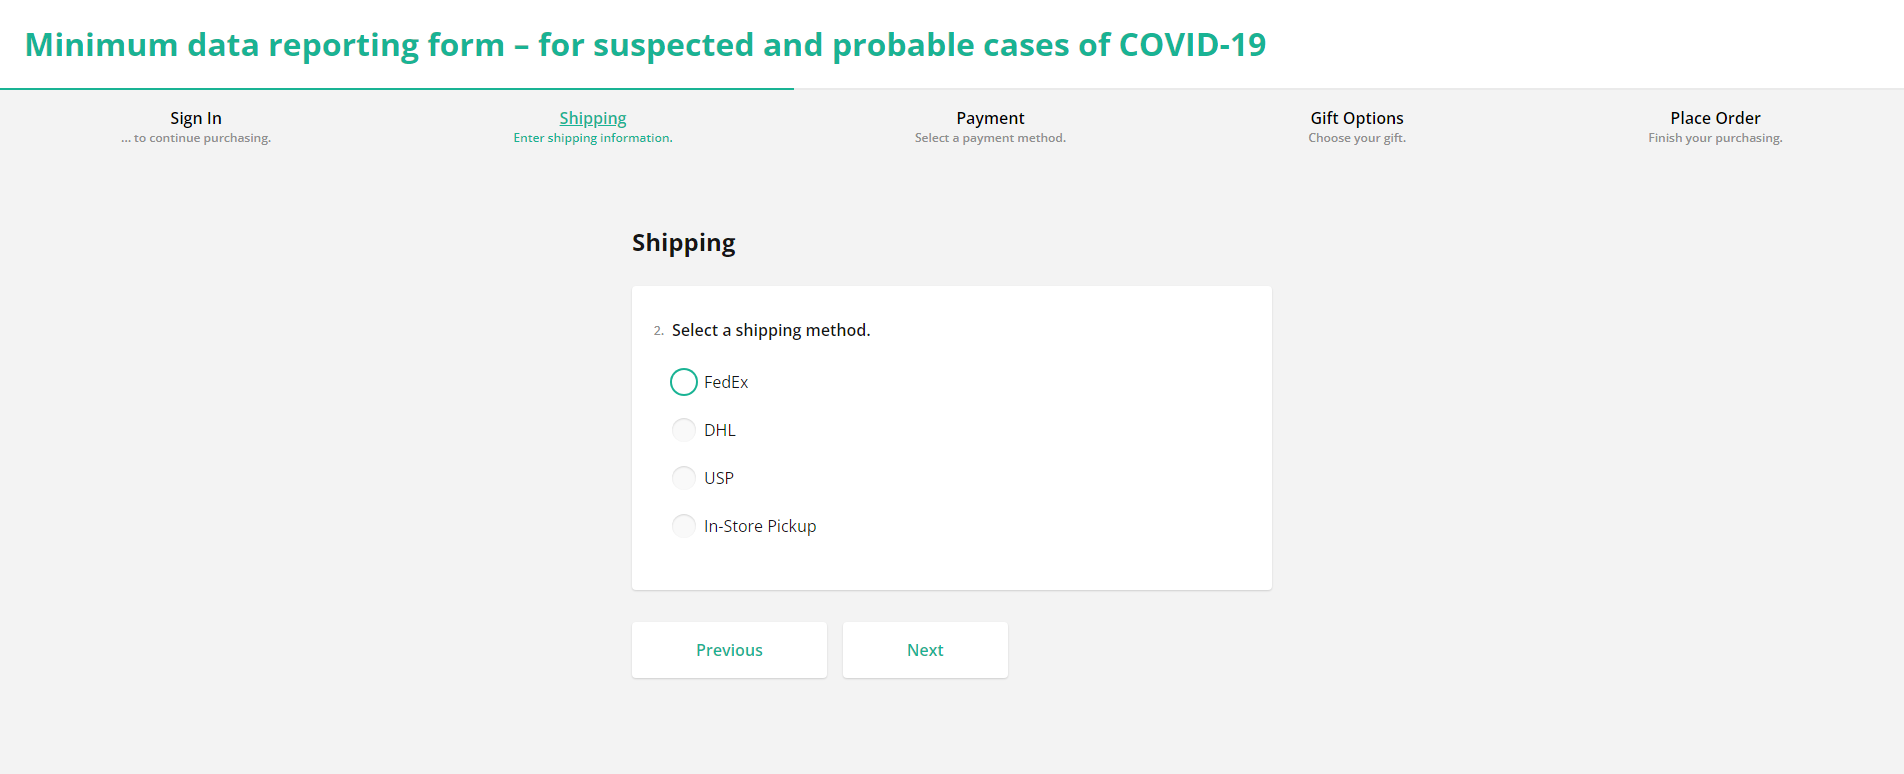 Minimum data reporting form – for suspected and probable cases of COVID-19
Sign In
... to continue purchasing.
Shipping
Enter shipping information.
Payment
Select a payment method.
Gift Options
Choose your gift.
Place Order
Finish your purchasing.
Shipping
2. Select a shipping method.
FedEx
DHL
USP
In-Store Pickup
Previous
Next